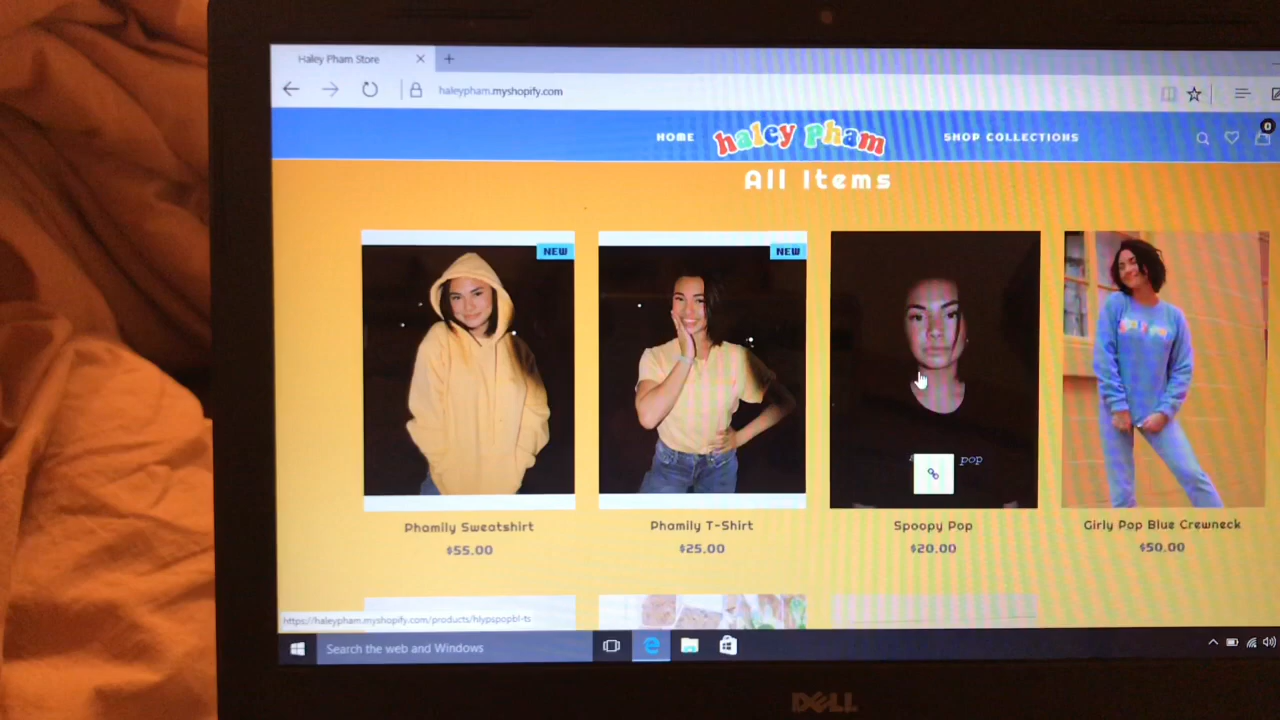 Haley Pham Store
haleypham.myshopify.com
0
HOME
haley pham
SHOP COLLECTIONS
All Items
NEW
NEW
pop
Phamily Sweatshirt
Phamily T-Shirt
Spoopy Pop
Girly Pop Blue Crewneck
$55.00
$25.00
$20.00
$50.00
https://haleypham.myshopify.com/products/hlypspopbl-ts
Search the web and Windows
DELL